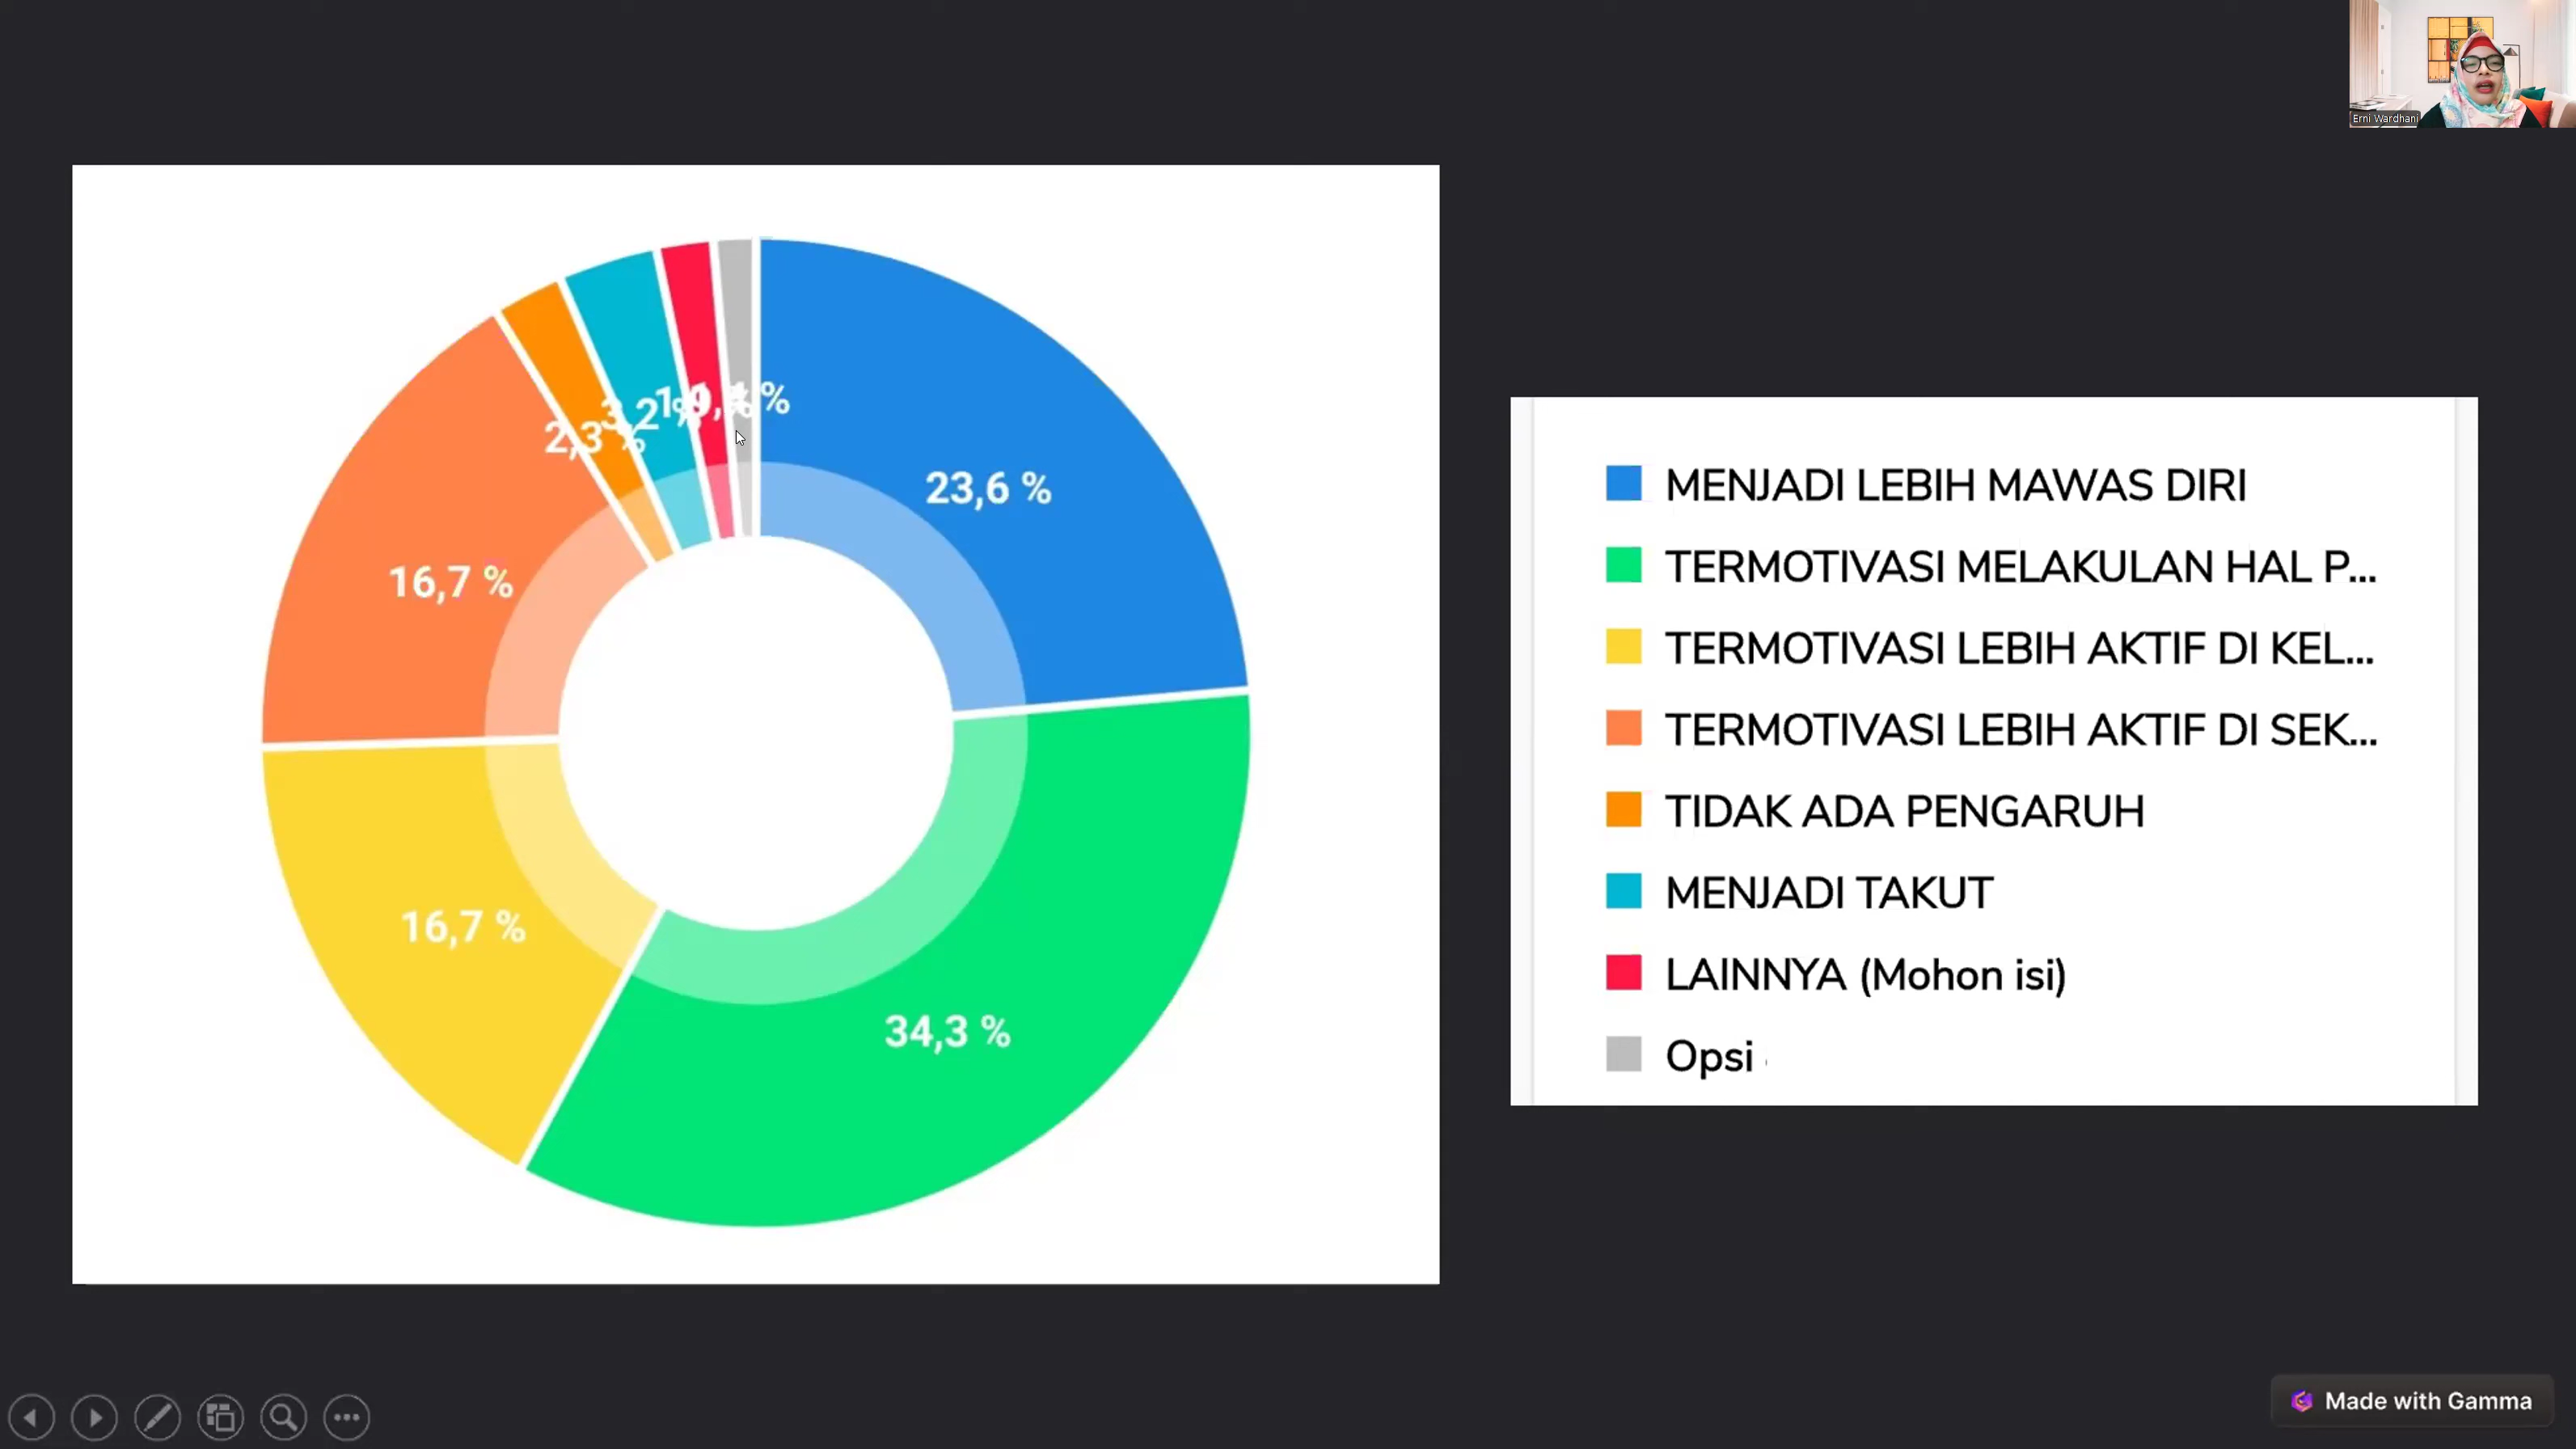 Erni Wardhani
23,6 %
34,3 %
16,7 %
16,7 %
2,3 %
3,2 %
MENJADI LEBIH MAWAS DIRI
TERMOTIVASI MELAKULAN HAL P...
TERMOTIVASI LEBIH AKTIF DI KEL...
TERMOTIVASI LEBIH AKTIF DI SEK...
TIDAK ADA PENGARUH
MENJADI TAKUT
LAINNYA (Mohon isi)
Opsi
Made with Gamma